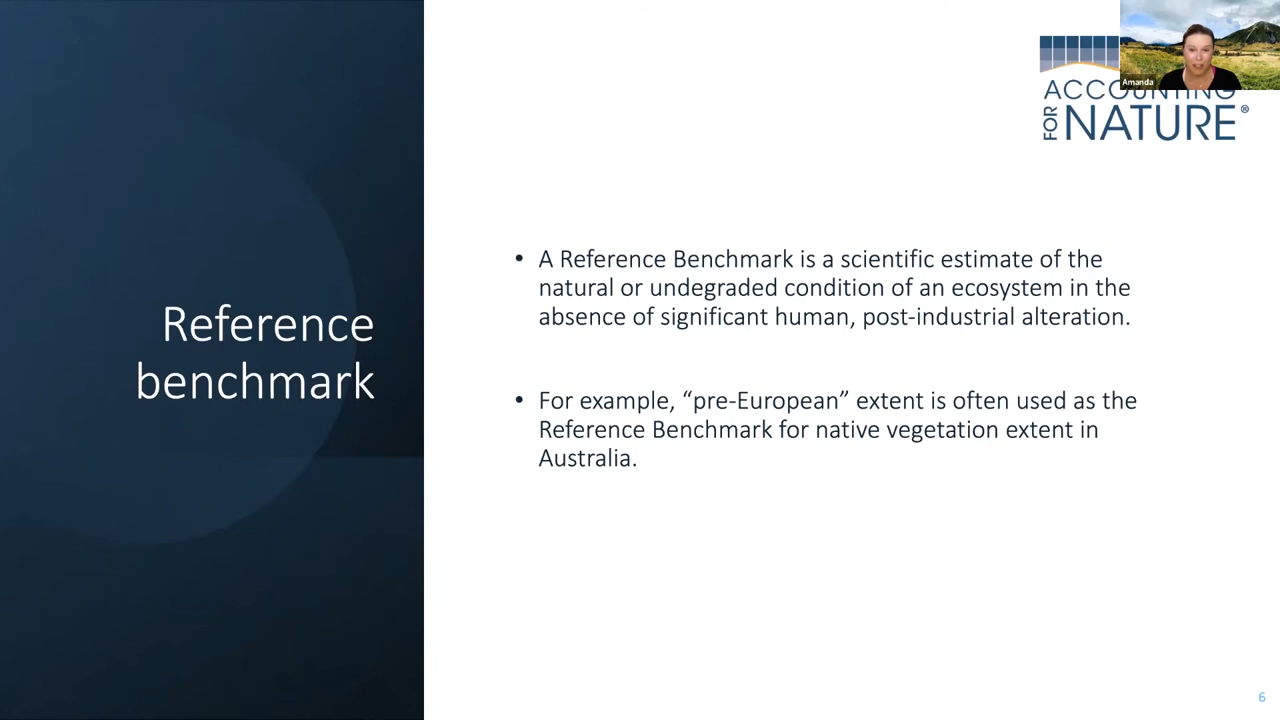 Amanda
ACCOUNTING
FOR NATURE®
Reference
benchmark
• A Reference Benchmark is a scientific estimate of the
natural or undegraded condition of an ecosystem in the
absence of significant human, post-industrial alteration.
• For example, “pre-European” extent is often used as the
Reference Benchmark for native vegetation extent in
Australia.
6